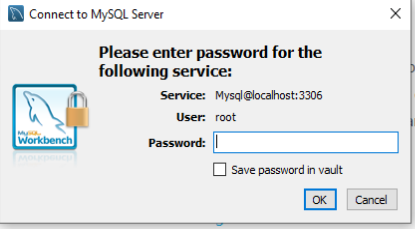 Connect to MySQL Server
Please enter password for the
following service:
Service: Mysql@localhost:3306
User: root
Password:
MySQL
Workbench
Save password in vault
OK Cancel